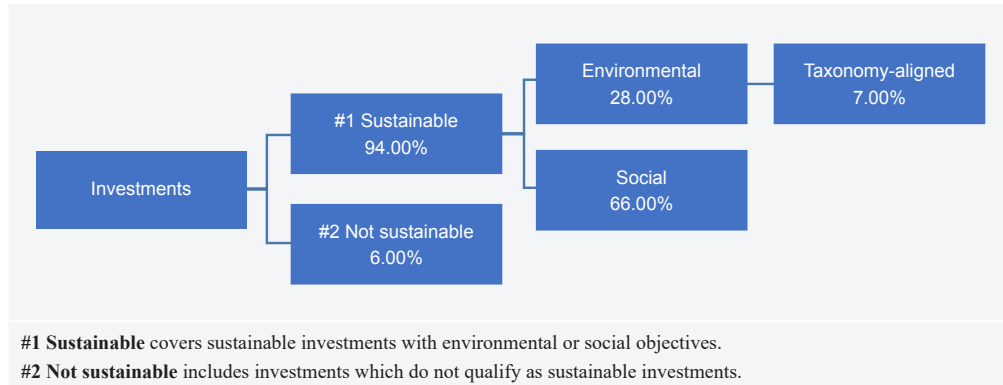 Investments
#1 Sustainable
94.00%
#2 Not sustainable
6.00%
Environmental
28.00%
Social
66.00%
Taxonomy-aligned
7.00%
#1 Sustainable covers sustainable investments with environmental or social objectives.
#2 Not sustainable includes investments which do not qualify as sustainable investments.